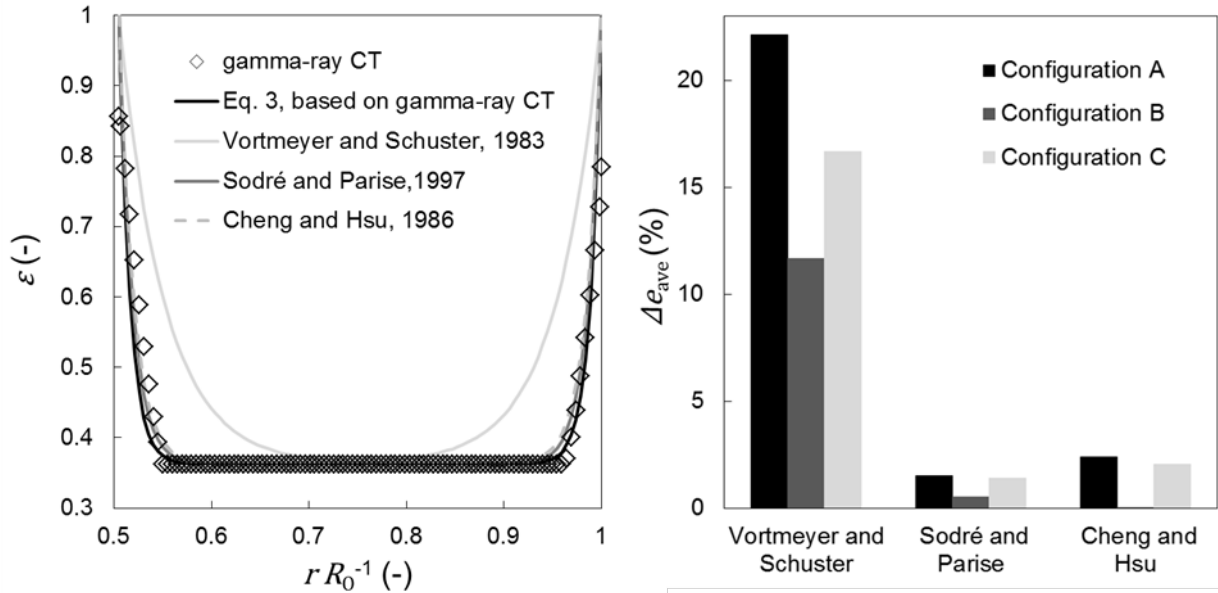 1
0.9
0.8
0.7
0.6
0.5
0.4
0.3
ε (-)
gamma-ray CT
Eq. 3, based on gamma-ray CT
Vortmeyer and Schuster, 1983
Sodré and Parise,1997
Cheng and Hsu, 1986
0.5 0.6 0.7 0.8 0.9 1
r R₀⁻¹ (-)
20
15
10
5
0
Δeave (%)
Configuration A
Configuration B
Configuration C
Vortmeyer and
Schuster
Sodré and
Parise
Cheng and
Hsu